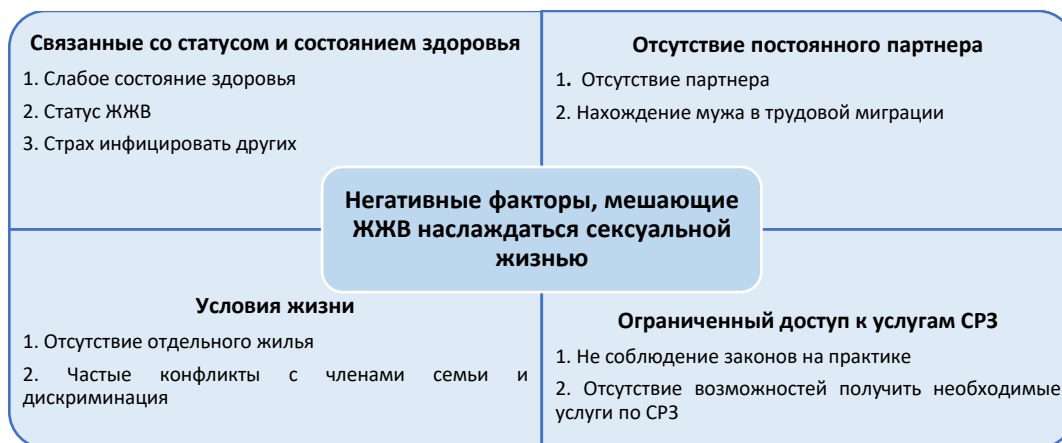 Связанные со статусом и состоянием здоровья
1. Слабое состояние здоровья
2. Статус ЖЖВ
3. Страх инфицировать других
Отсутствие постоянного партнера
1. Отсутствие партнера
2. Нахождение мужа в трудовой миграции
Негативные факторы, мешающие
ЖЖВ наслаждаться сексуальной
жизнью
Условия жизни
1. Отсутствие отдельного жилья
2. Частые конфликты с членами семьи и
дискриминация
Ограниченный доступ к услугам СРЗ
1. Не соблюдение законов на практике
2. Отсутствие возможностей получить необходимые
услуги по СРЗ